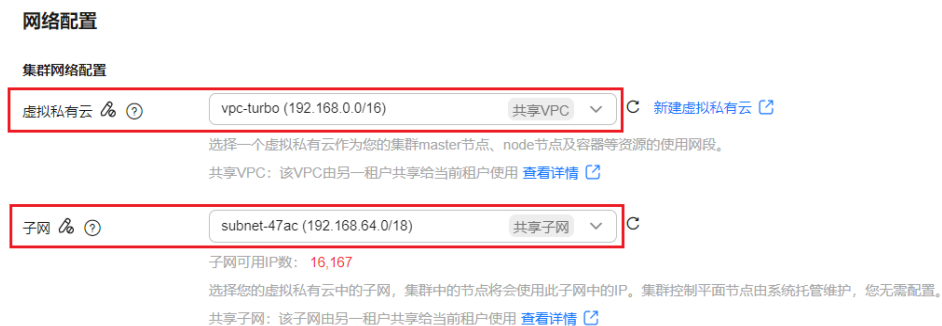 网络配置
集群网络配置
虚拟私有云 vpc-turbo (192.168.0.0/16) 共享VPC 新建虚拟私有云
选择一个虚拟私有云作为您的集群master节点、node节点及容器等资源的使用网段。
共享VPC：该VPC由另一租户共享给当前租户使用 查看详情
子网 subnet-47ac (192.168.64.0/18) 共享子网
子网可用IP数： 16,167
选择您的虚拟私有云中的子网，集群中的节点将会使用此子网中的IP。集群控制平面节点由系统托管维护，您无需配置。
共享子网：该子网由另一租户共享给当前租户使用 查看详情